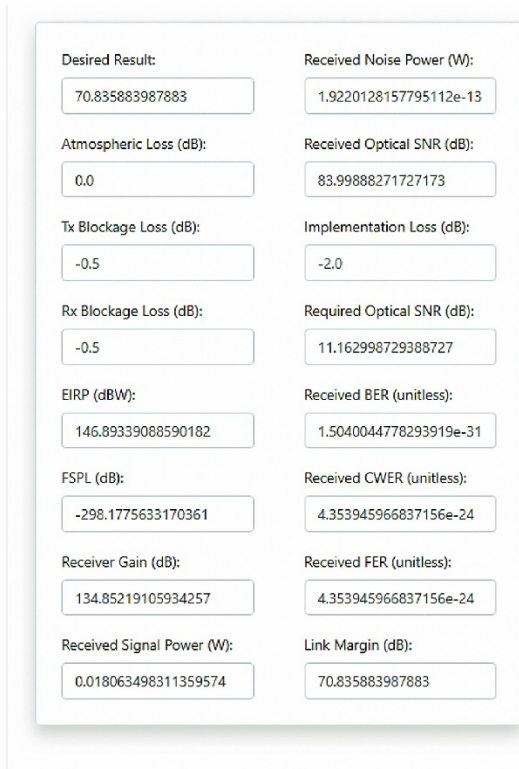 Desired Result:
70.835883987883
Atmospheric Loss (dB):
0.0
Tx Blockage Loss (dB):
-0.5
Rx Blockage Loss (dB):
-0.5
EIRP (dBW):
146.89339088590182
FSPL (dB):
-298.1775633170361
Receiver Gain (dB):
134.85219105934257
Received Signal Power (W):
0.018063498311359574
Received Noise Power (W):
1.9220128157795112e-13
Received Optical SNR (dB):
83.99888271727173
Implementation Loss (dB):
-2.0
Required Optical SNR (dB):
11.162998729388727
Received BER (unitless):
1.5040044778293919e-31
Received CWER (unitless):
4.353945966837156e-24
Received FER (unitless):
4.353945966837156e-24
Link Margin (dB):
70.835883987883